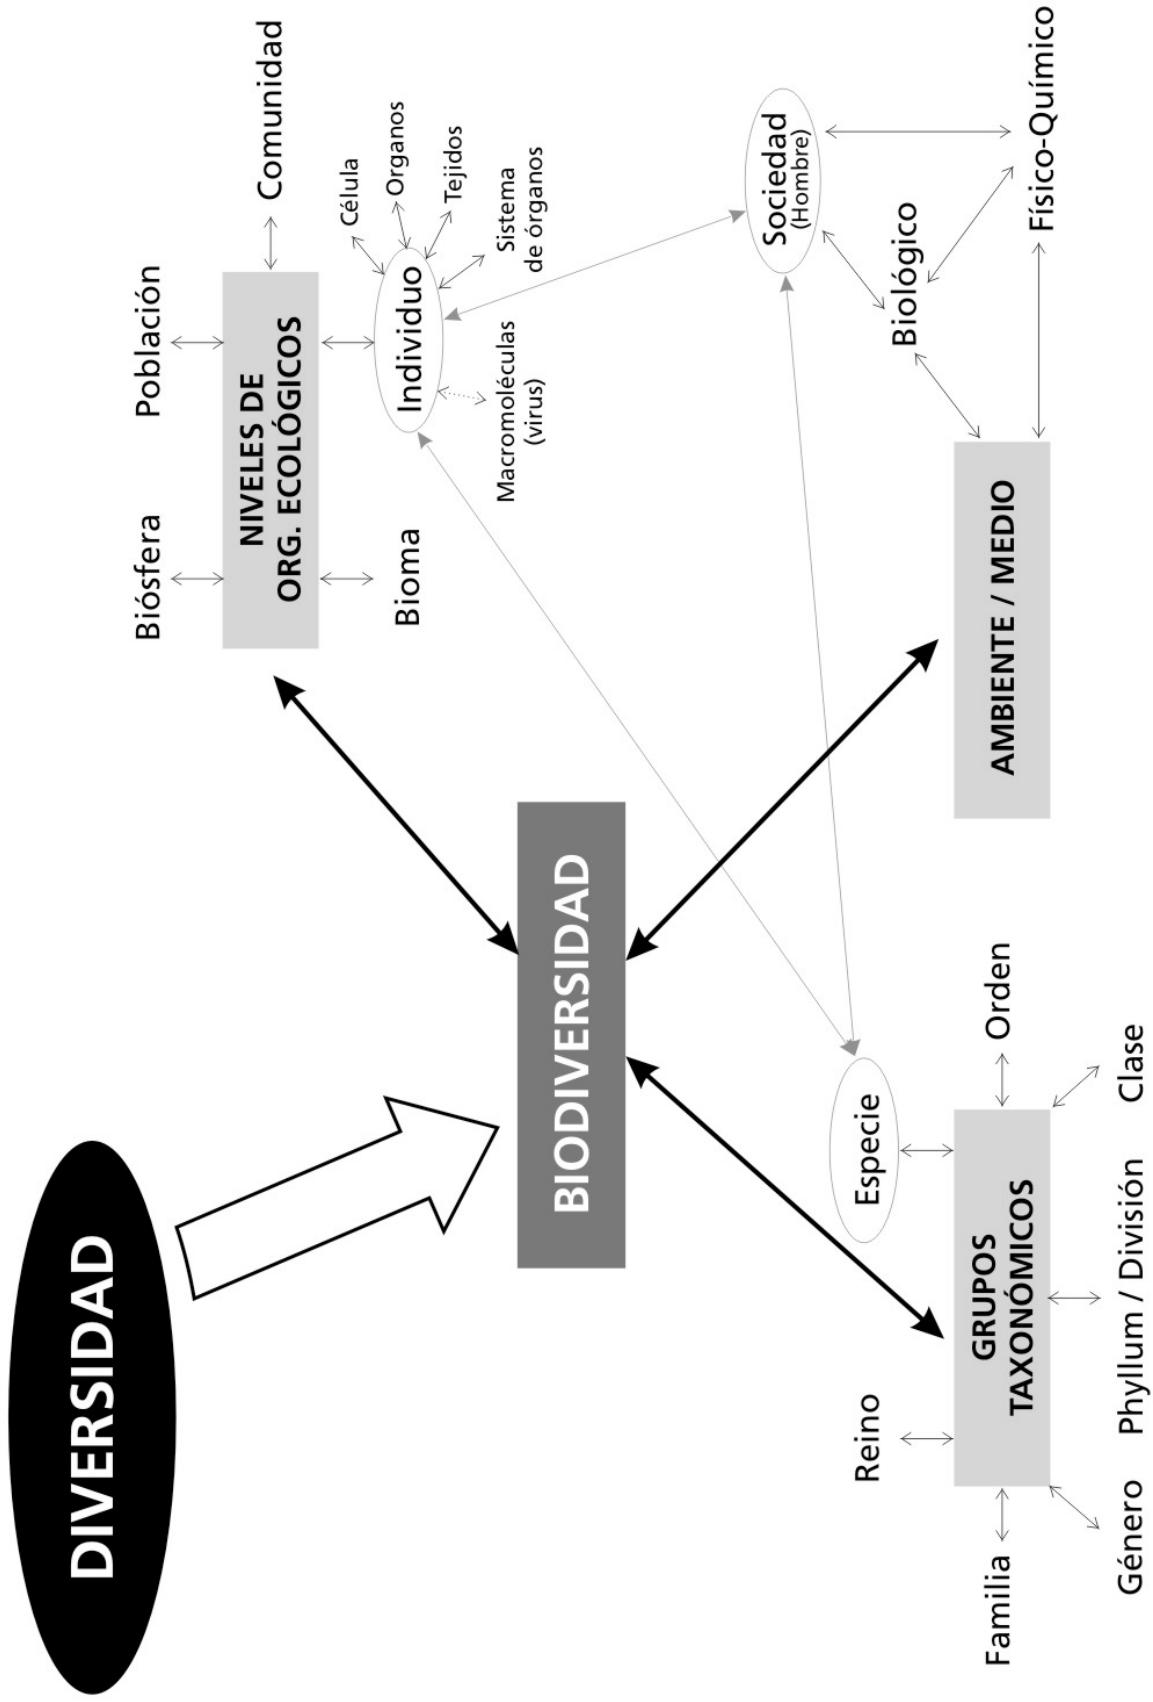 DIVERSIDAD
BIODIVERSIDAD
Biósfera
Población
NIVELES DE
ORG. ECOLÓGICOS
Comunidad
Bioma
Individuo
Célula
Organos
Tejidos
Sistema
de órganos
Macromoléculas
(virus)
Sociedad
(Hombre)
Biológico
Físico-Químico
AMBIENTE / MEDIO
Especie
Reino
GRUPOS
TAXONÓMICOS
Orden
Familia
Género
Phyllum / División
Clase